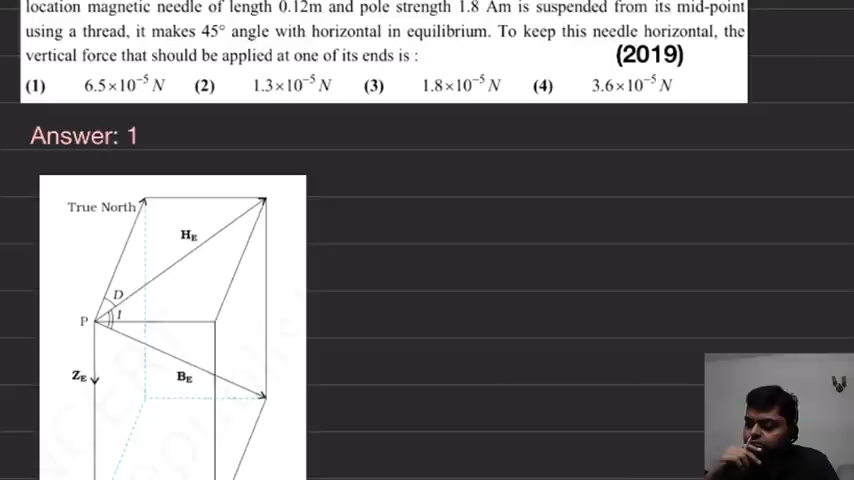 location magnetic needle of length 0.12m and pole strength 1.8 Am is suspended from its mid-point
using a thread, it makes 45° angle with horizontal in equilibrium. To keep this needle horizontal, the
vertical force that should be applied at one of its ends is :
(2019)
(1) 6.5×10⁻⁵ N (2) 1.3×10⁻⁵ N (3) 1.8×10⁻⁵ N (4) 3.6×10⁻⁵ N
Answer: 1
True North
H_E
D
I
P
Z_E
B_E